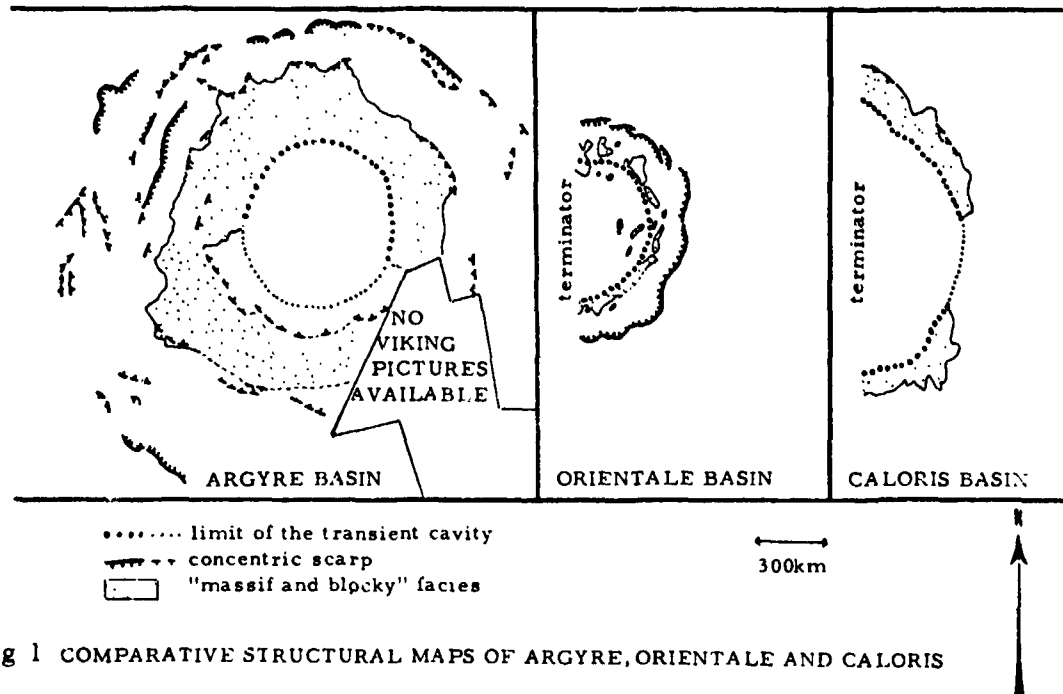 terminator
terminator
NO
VIKING
PICTURES
AVAILABLE
ARGYRE BASIN
ORIENTALE BASIN
CALORIS BASIN
limit of the transient cavity
concentric scarp
"massif and blocky" facies
300km
N
g 1 COMPARATIVE STRUCTURAL MAPS OF ARGYRE, ORIENTALE AND CALORIS